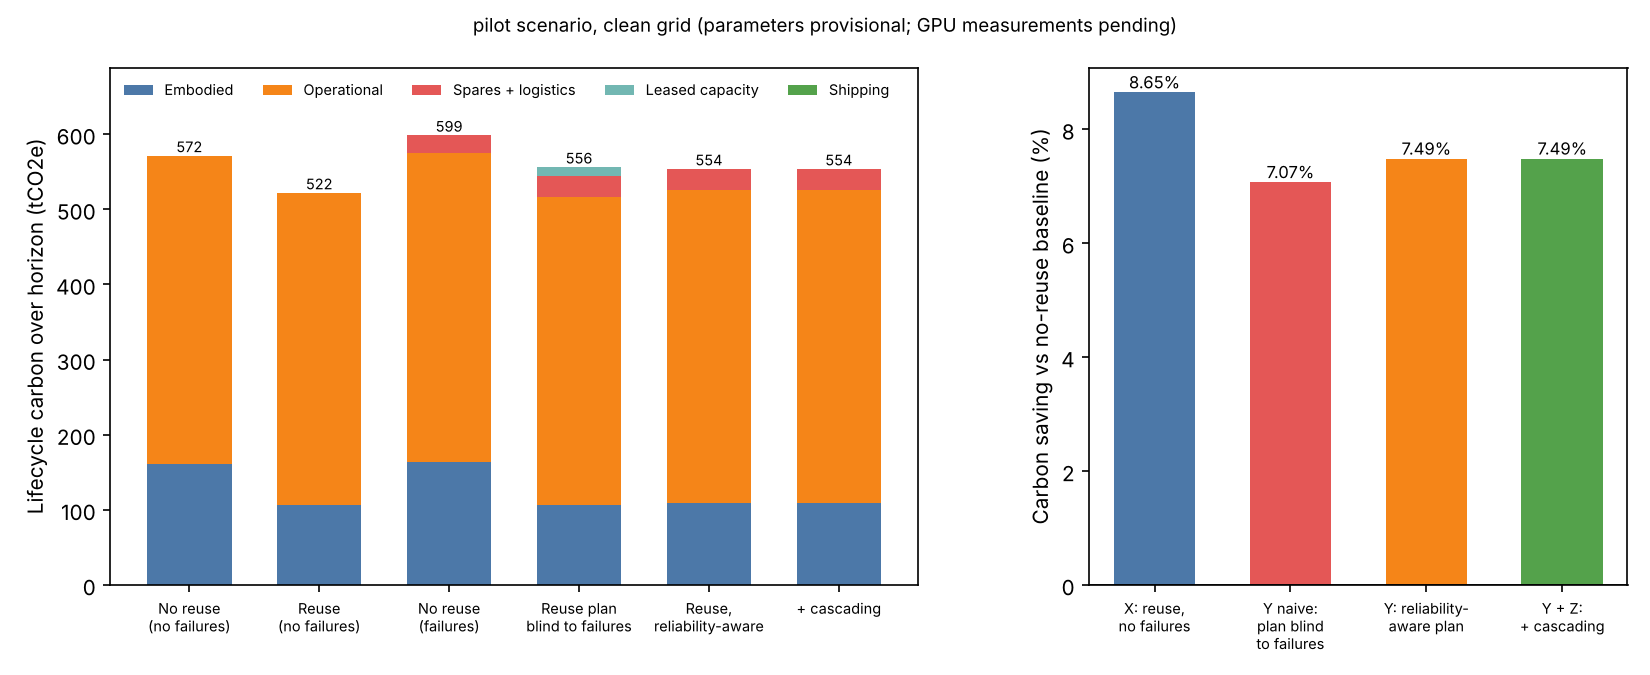 pilot scenario, clean grid (parameters provisional; GPU measurements pending)
Lifecycle carbon over horizon (tCO2e)
600
500
400
300
200
100
0
Embodied
Operational
Spares + logistics
Leased capacity
Shipping
572
522
599
556
554
554
No reuse
(no failures)
Reuse
(no failures)
No reuse
(failures)
Reuse plan
blind to failures
Reuse,
reliability-aware
+ cascading
Carbon saving vs no-reuse baseline (%)
8
6
4
2
0
8.65%
7.07%
7.49%
7.49%
X: reuse,
no failures
Y naive:
plan blind
to failures
Y: reliability-
aware plan
Y + Z:
+ cascading